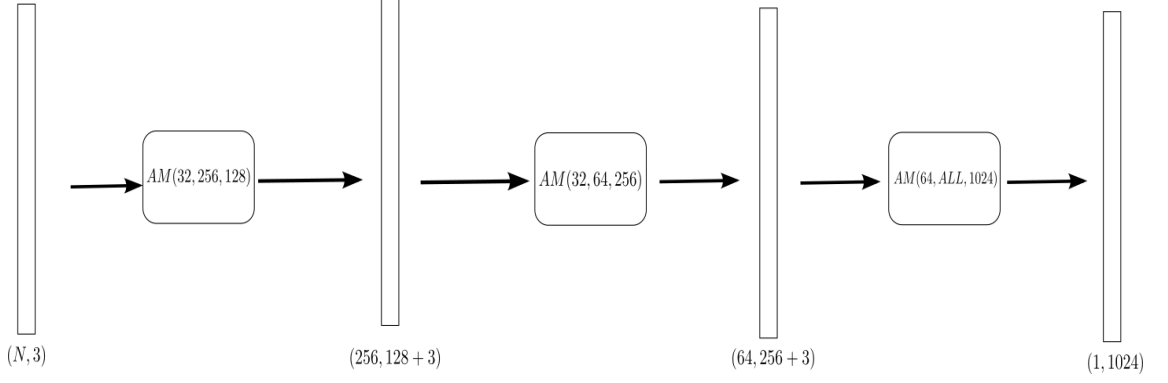 AM(32, 256, 128)
AM(32, 64, 256)
AM(64, ALL, 1024)
(N, 3)
(256, 128 + 3)
(64, 256 + 3)
(1, 1024)